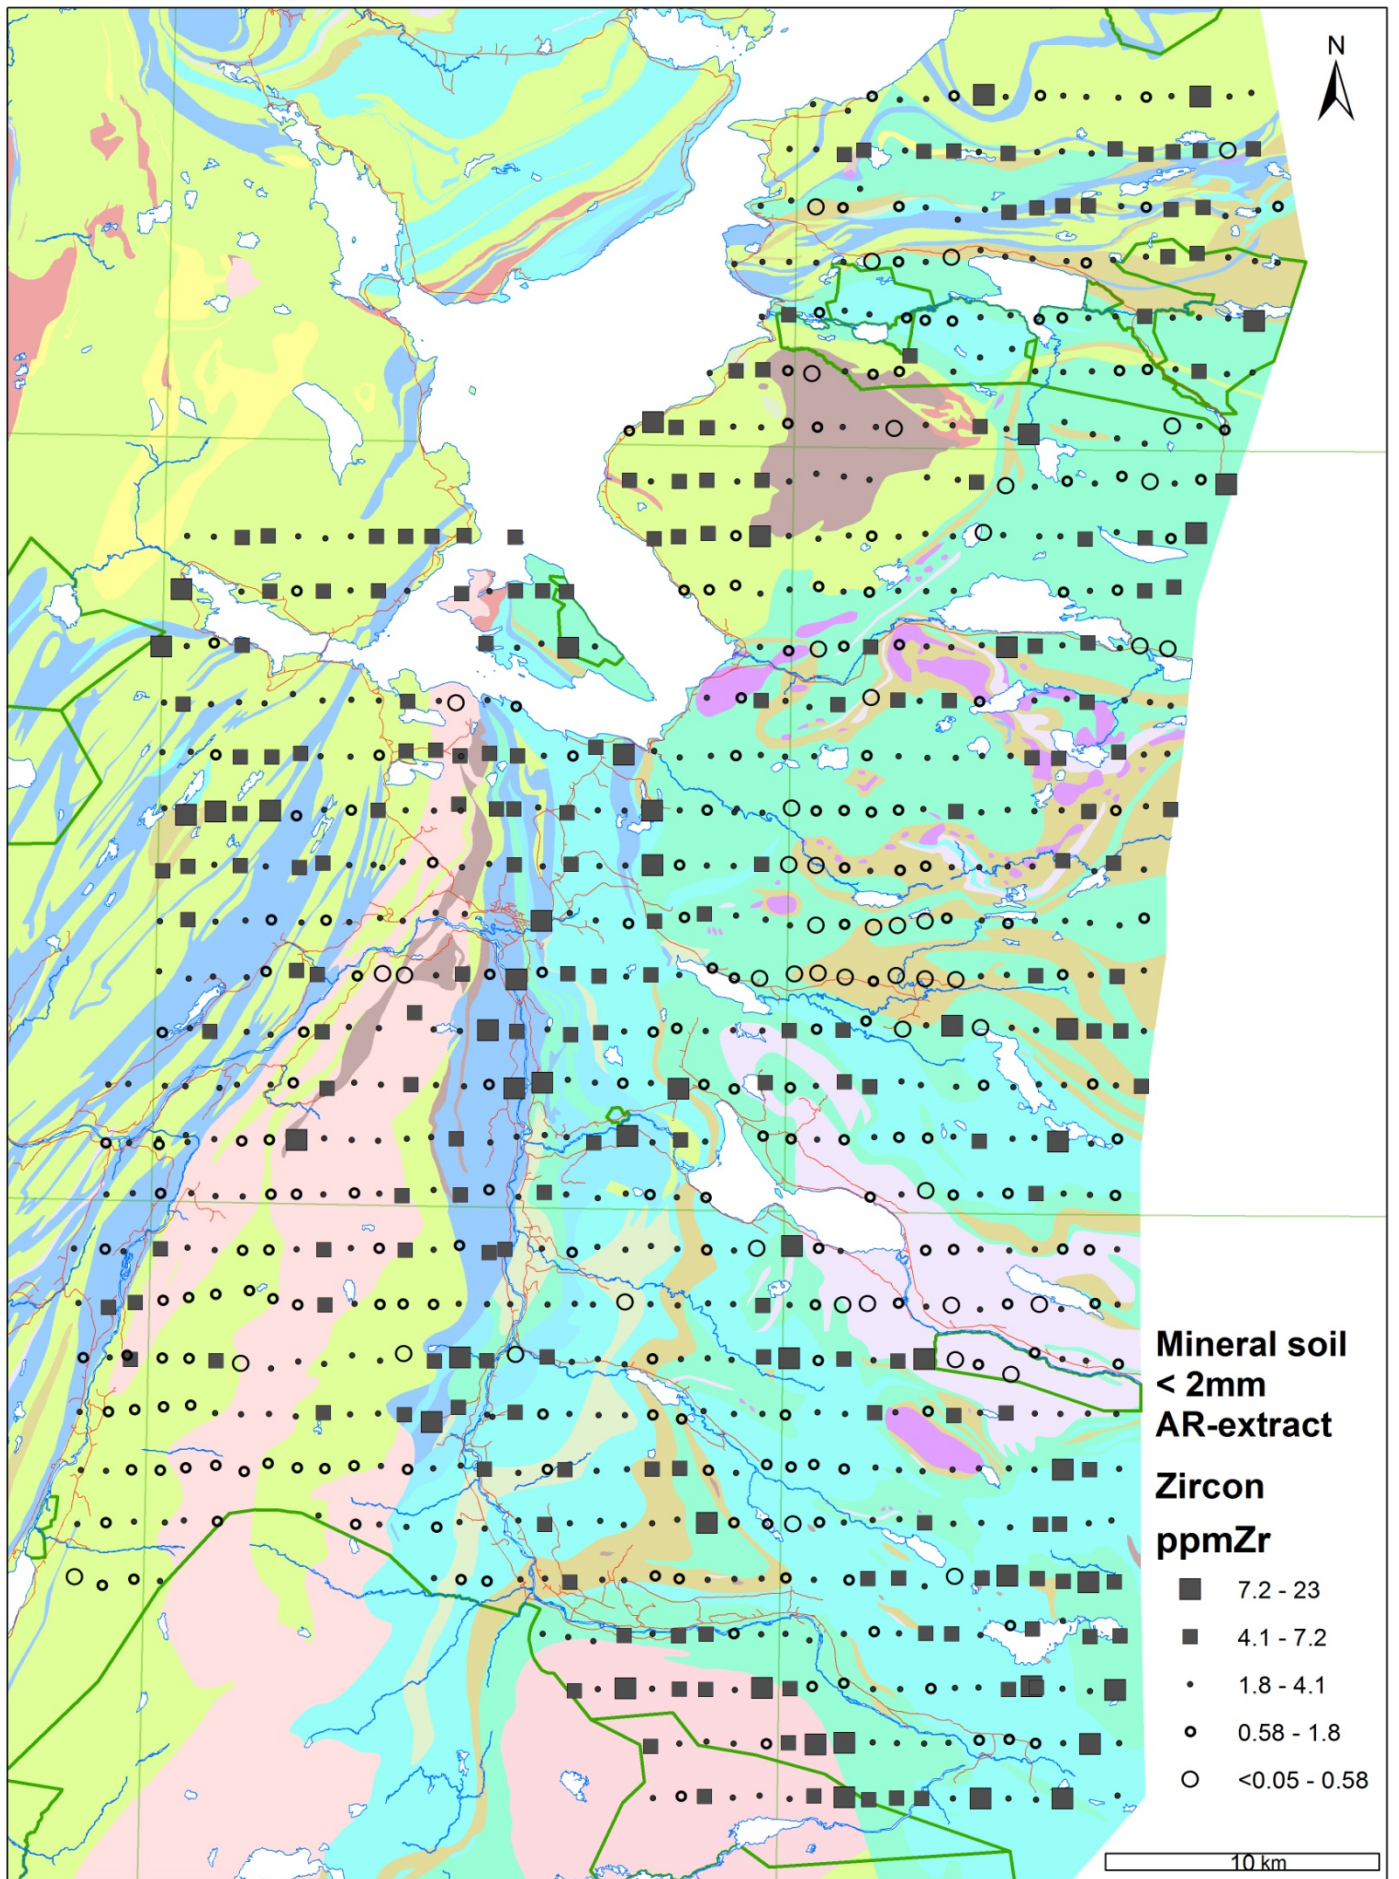 N
Mineral soil
< 2mm
AR-extract
Zircon
ppmZr
7.2 - 23
4.1 - 7.2
1.8 - 4.1
0.58 - 1.8
<0.05 - 0.58
10 km